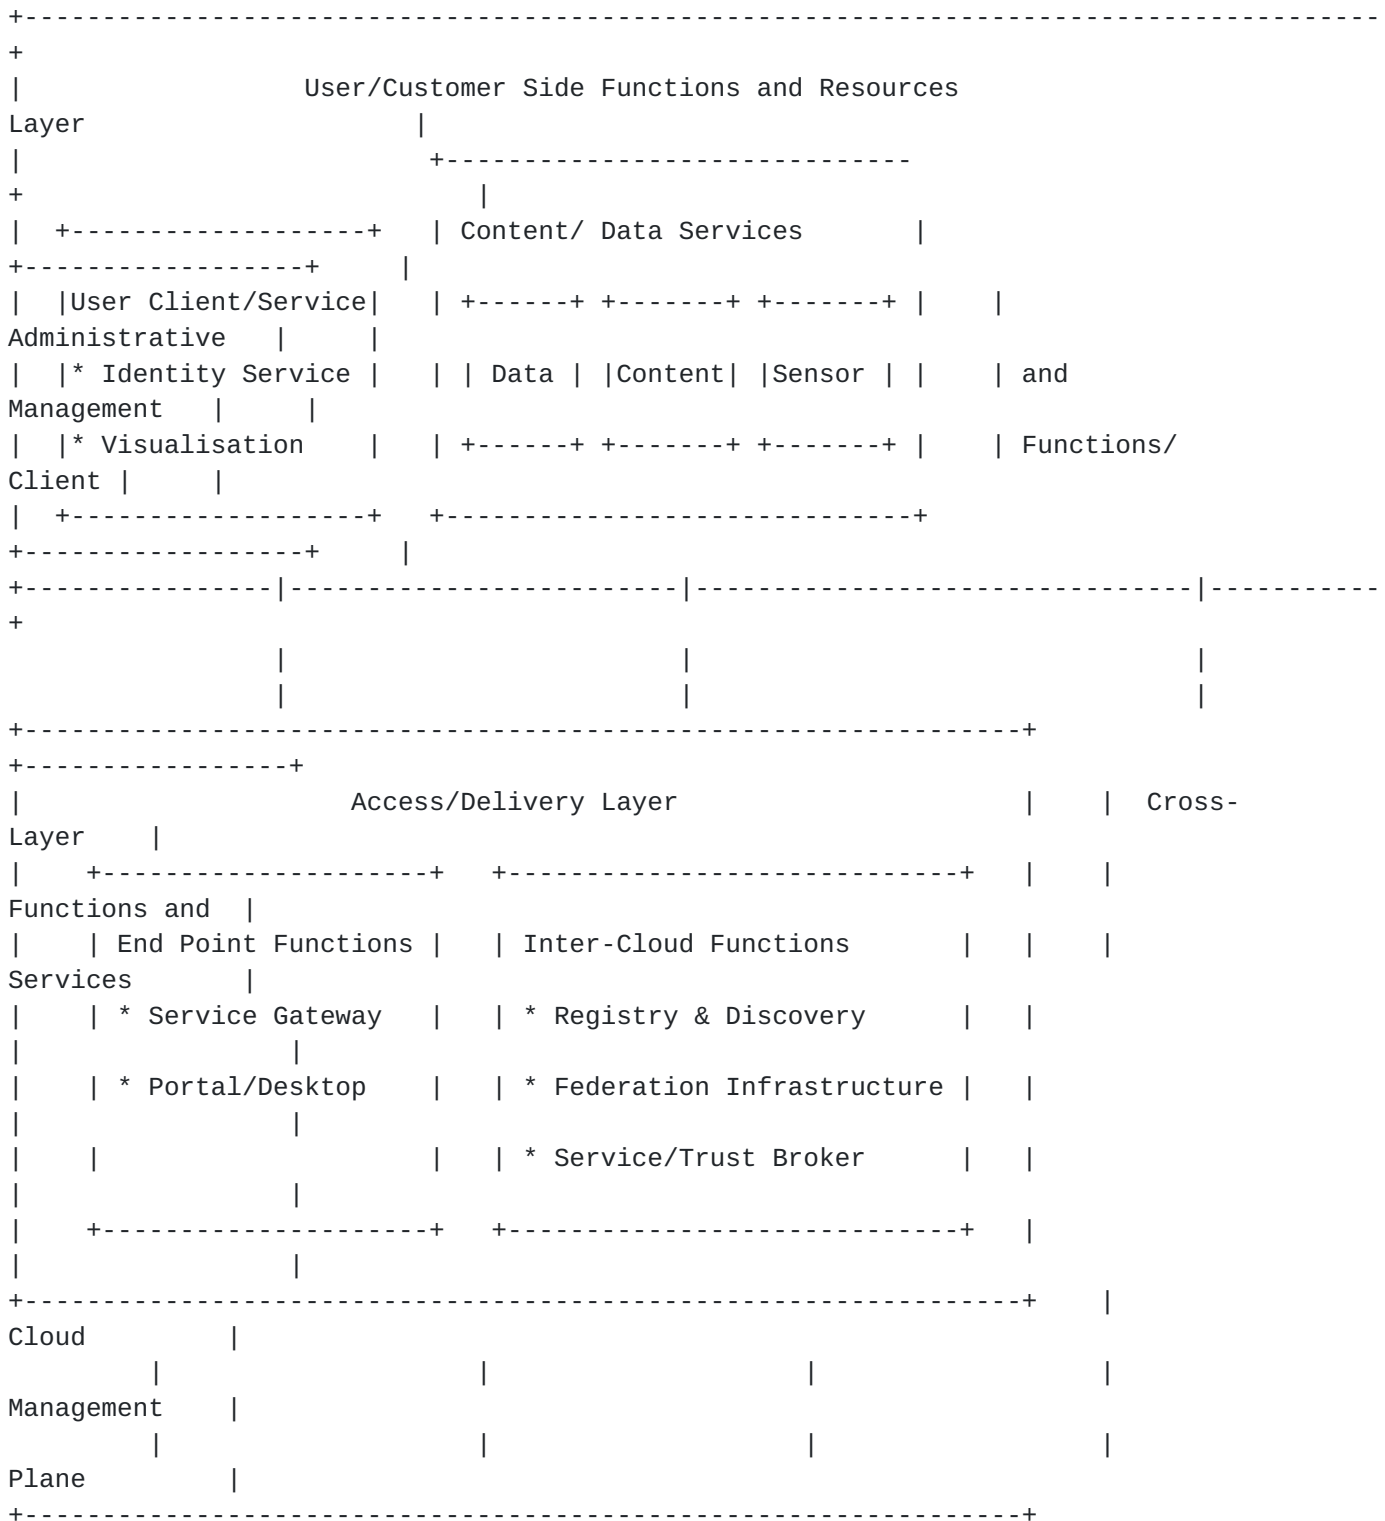 +---------------------------------------------------------------------------------------
+
|                  User/Customer Side Functions and Resources
Layer                     |
|                          +------------------------------
+                             |
|  +-------------------+   | Content/ Data Services       |
+------------------+     |
|  |User Client/Service|   | +------+ +-------+ +-------+ |    |
Administrative   |     |
|  |* Identity Service |   | | Data | |Content| |Sensor | |    | and
Management   |     |
|  |* Visualisation    |   | +------+ +-------+ +-------+ |    | Functions/
Client |     |
|  +-------------------+   +------------------------------+
+------------------+     |
+----------------|-------------------------|--------------------------------|-----------
+
                 |                         |                                |
                 |                         |                                |
+----------------------------------------------------------------+
+-----------------+
|                     Access/Delivery Layer                      |    |  Cross-
Layer    |
|    +---------------------+   +-----------------------------+   |    |
Functions and  |
|    | End Point Functions |   | Inter-Cloud Functions       |   |    |
Services       |
|    | * Service Gateway   |   | * Registry & Discovery      |   |
|                 |
|    | * Portal/Desktop    |   | * Federation Infrastructure |   |
|                 |
|    |                     |   | * Service/Trust Broker      |   |
|                 |
|    +---------------------+   +-----------------------------+   |
|                 |
+----------------------------------------------------------------+    |
Cloud         |
         |                    |                    |                  |
Management    |
         |                    |                    |                  |
Plane         |
+----------------------------------------------------------------+